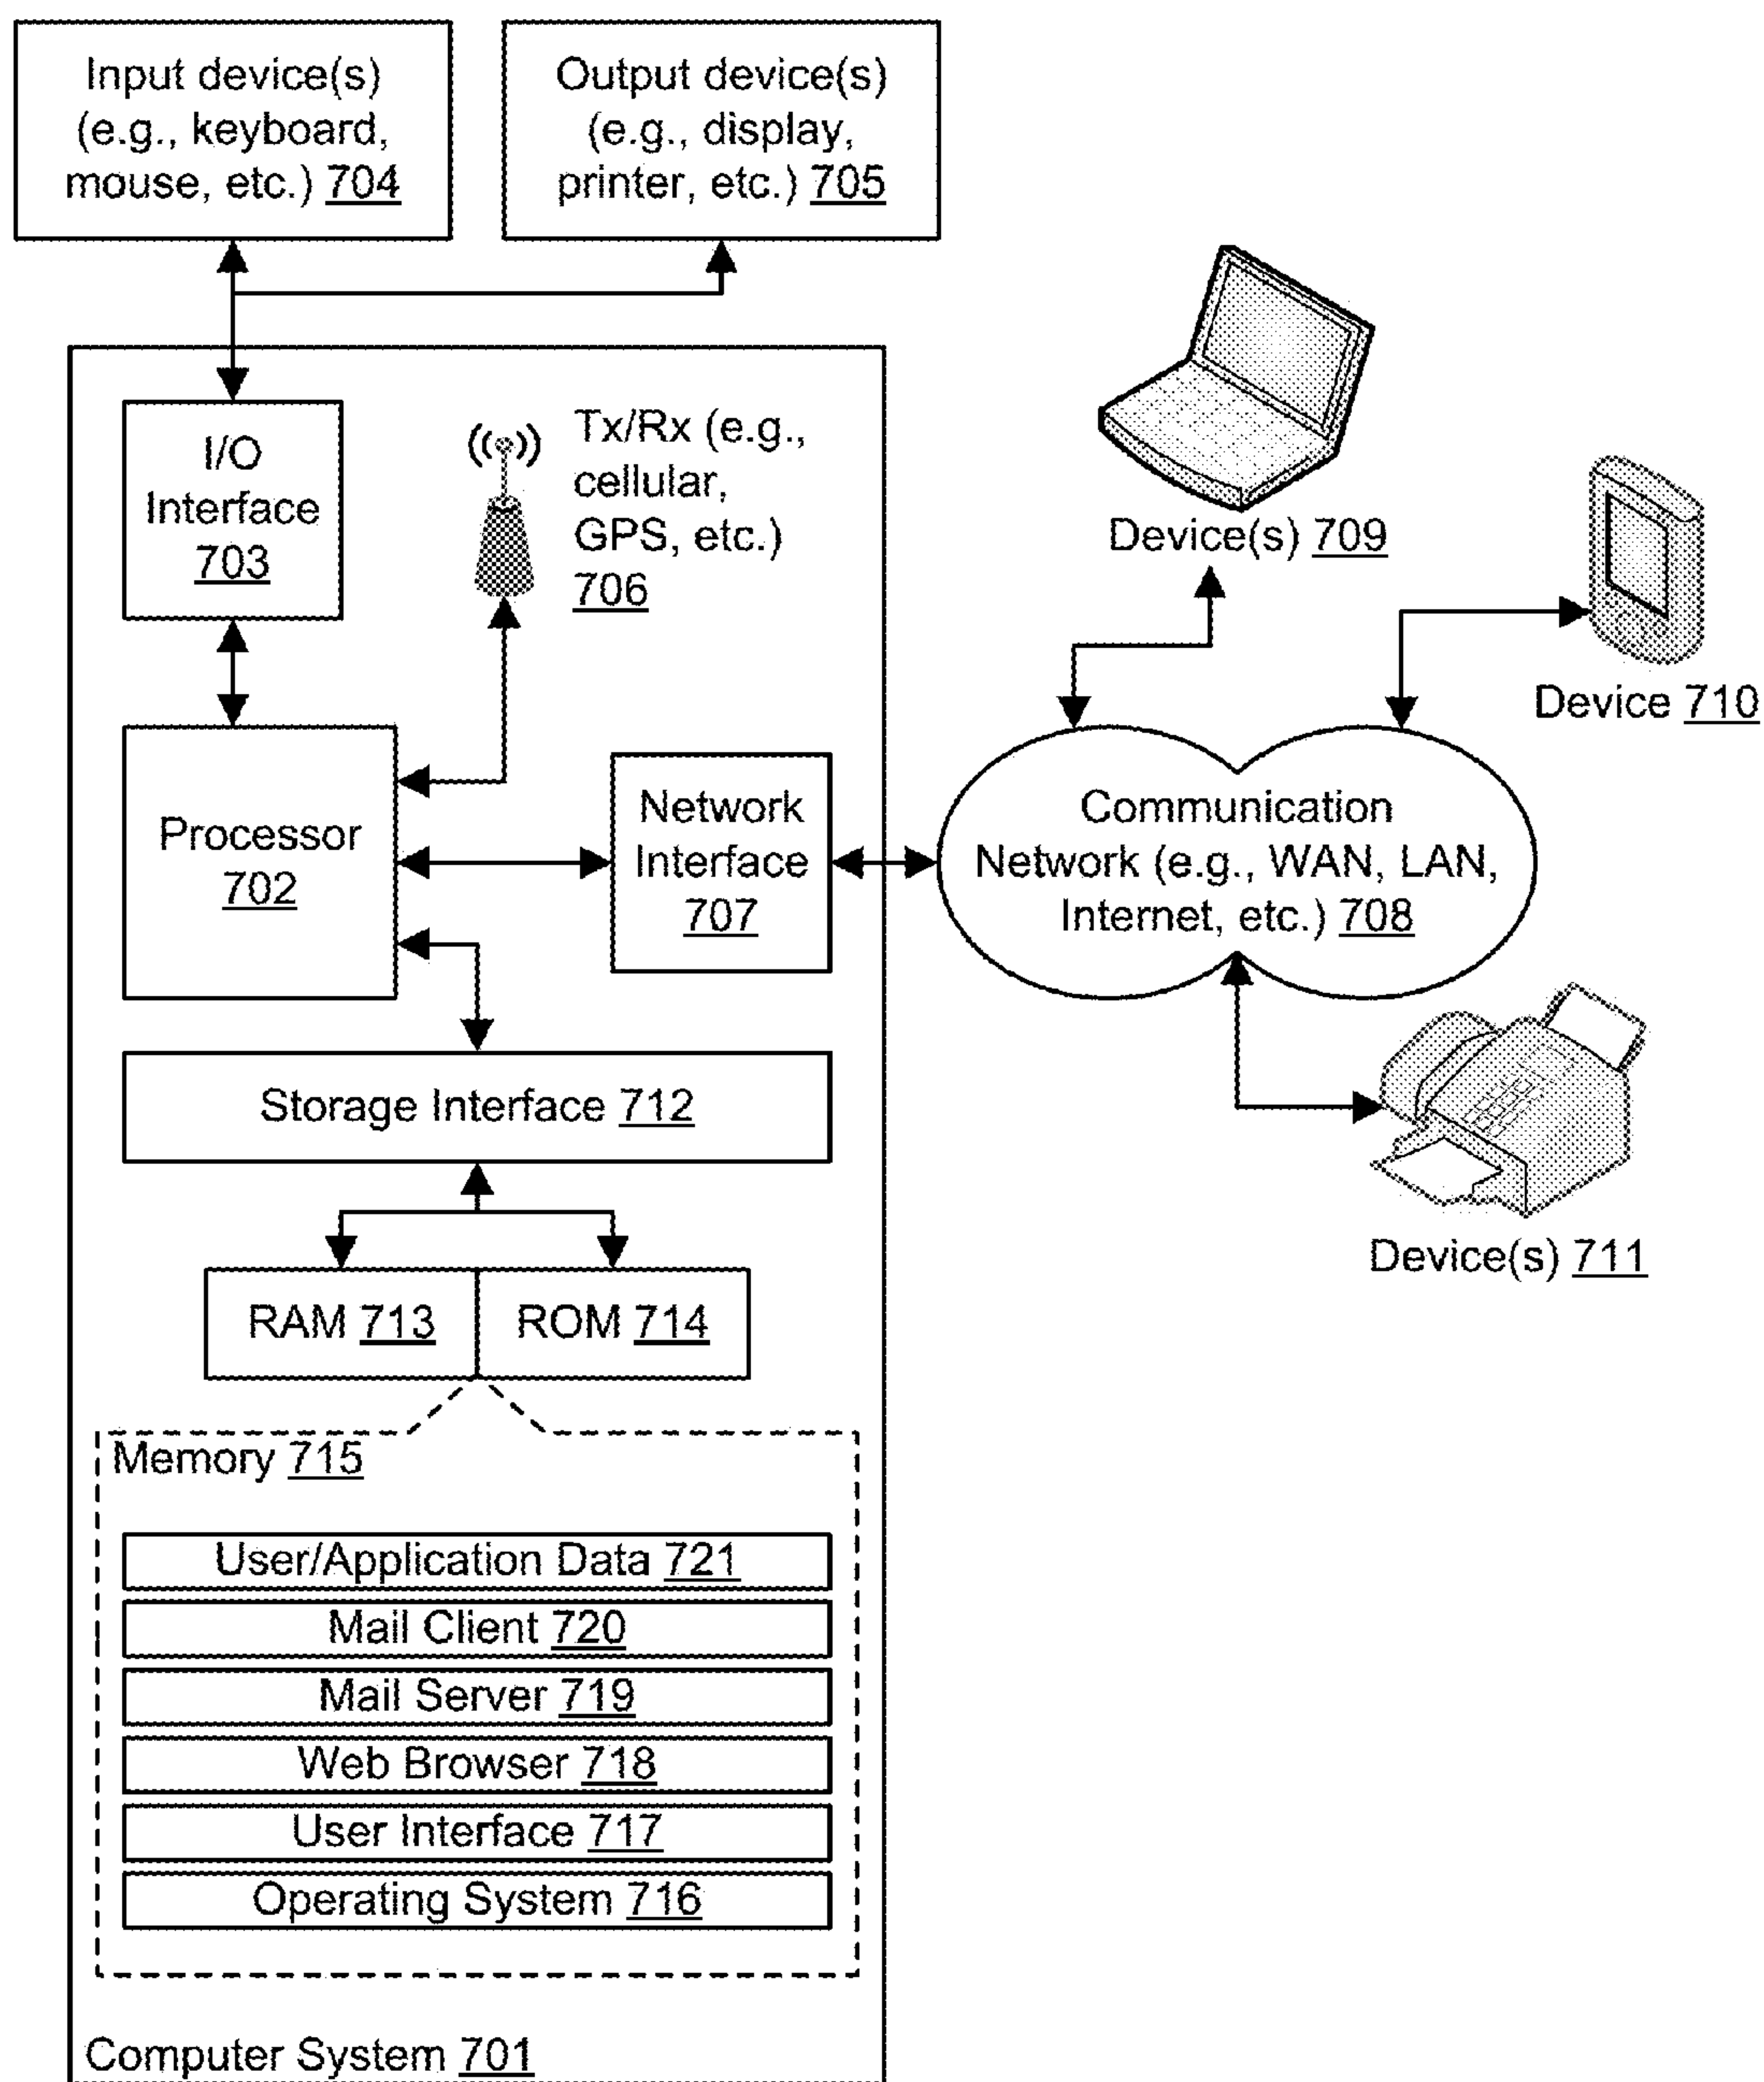 Input device(s)
(e.g., keyboard,
mouse, etc.) 704
Output device(s)
(e.g., display,
printer, etc.) 705
I/O
Interface
703
Tx/Rx (e.g.,
cellular,
GPS, etc.)
706
Device(s) 709
Device 710
Processor
702
Network
Interface
707
Communication
Network (e.g., WAN, LAN,
Internet, etc.) 708
Storage Interface 712
Device(s) 711
RAM 713
ROM 714
Memory 715
User/Application Data 721
Mail Client 720
Mail Server 719
Web Browser 718
User Interface 717
Operating System 716
Computer System 701